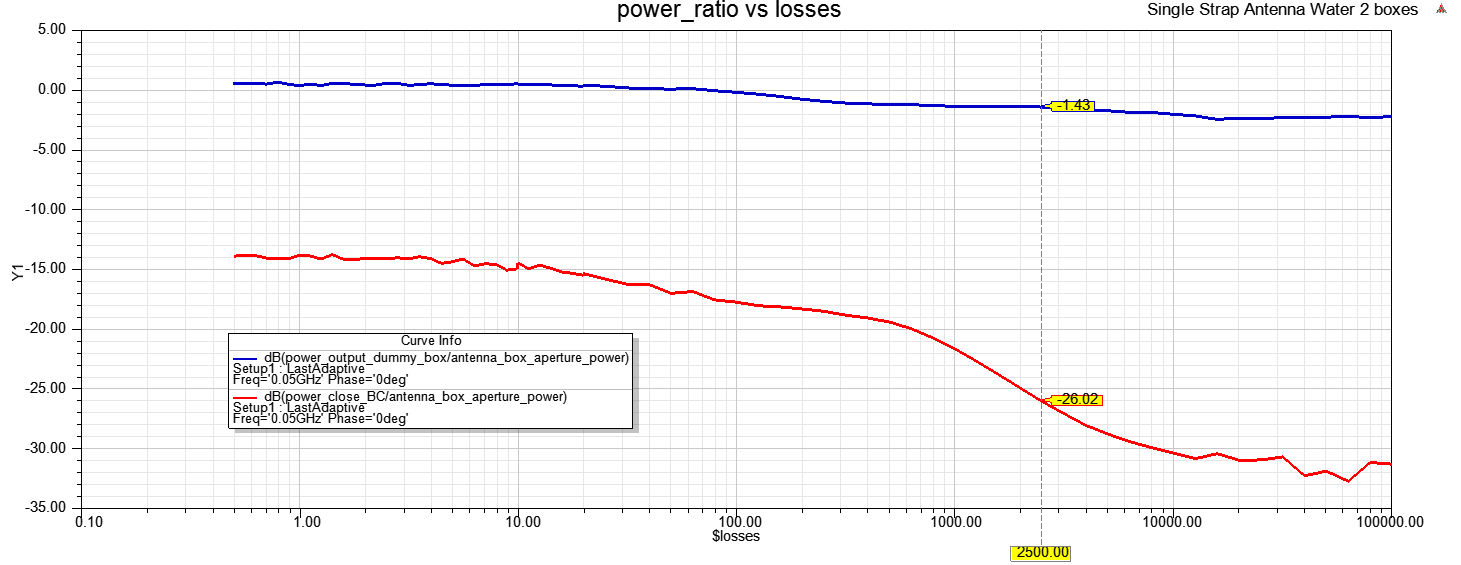 power_ratio vs losses
Single Strap Antenna Water 2 boxes
5.00
0.00
-5.00
-10.00
-15.00
-20.00
-25.00
-30.00
-35.00
Y1
-1.43
-26.02
Curve Info
dB(power_output_dummy_box/antenna_box_aperture_power)
Setup1 : LastAdaptive
Freq='0.05GHz' Phase='0deg'
dB(power_close_BC/antenna_box_aperture_power)
Setup1 : LastAdaptive
Freq='0.05GHz' Phase='0deg'
0.10 1.00 10.00 100.00 1000.00 10000.00 100000.00
$losses
2500.00